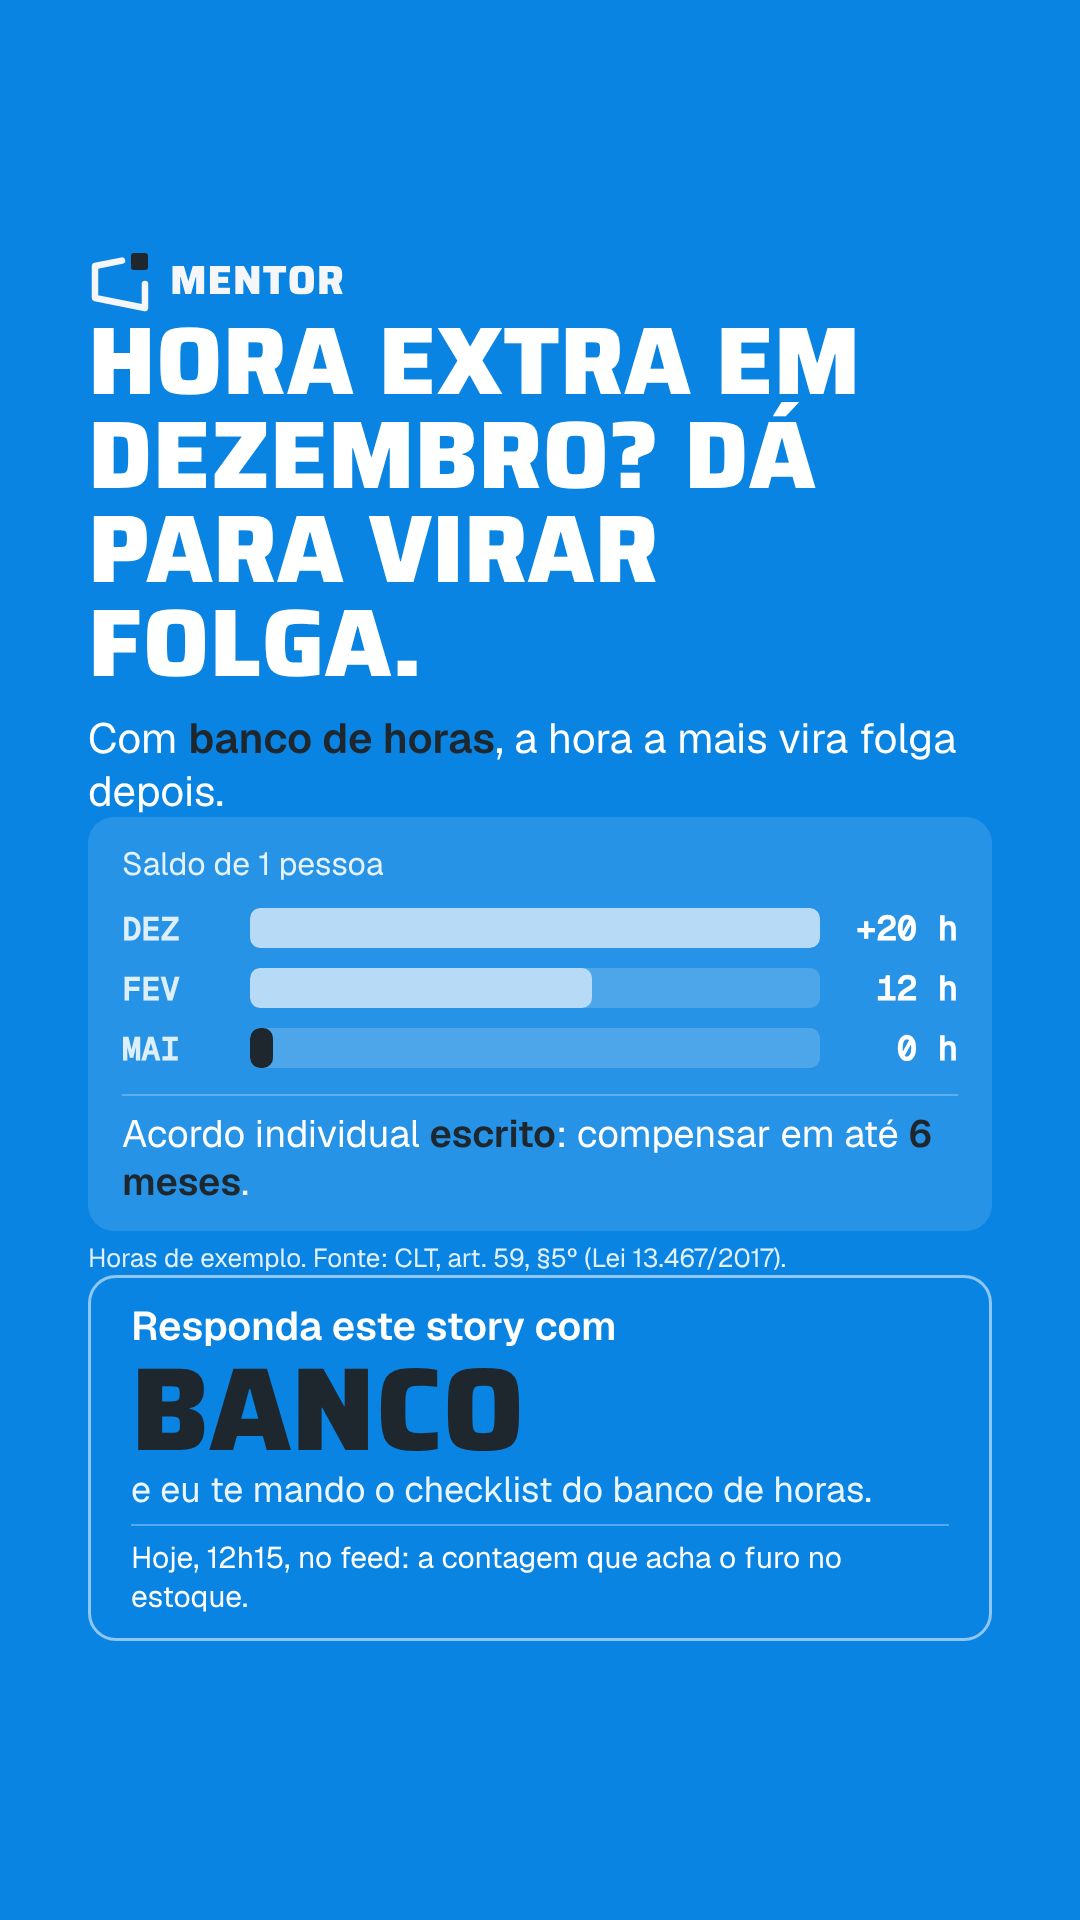 MENTOR
HORA EXTRA EM
DEZEMBRO? DÁ
PARA VIRAR
FOLGA.
Com banco de horas, a hora a mais vira folga
depois.
Saldo de 1 pessoa
DEZ +20 h
FEV 12 h
MAI 0 h
Acordo individual escrito: compensar em até 6
meses.
Horas de exemplo. Fonte: CLT, art. 59, §5º (Lei 13.467/2017).
Responda este story com
BANCO
e eu te mando o checklist do banco de horas.
Hoje, 12h15, no feed: a contagem que acha o furo no
estoque.